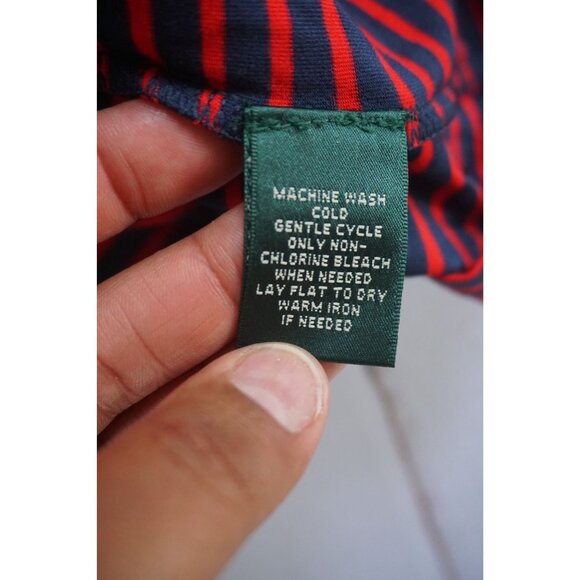 MACHINE WASH
COLD
GENTLE CYCLE
ONLY NON-
CHLORINE BLEACH
WHEN NEEDED
LAY FLAT TO DRY
WARM IRON
IF NEEDED